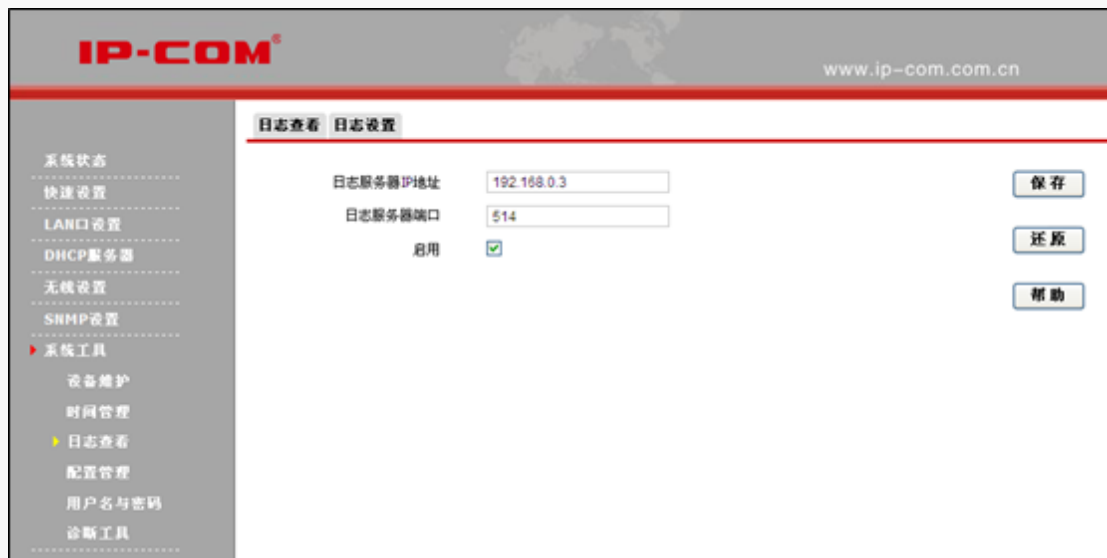 IP-COM®
www.ip-com.com.cn
日志查看 日志设置
系统状态
快速设置
LAN口设置
DHCP服务器
无线设置
SNMP设置
系统工具
设备维护
时间管理
日志查看
配置管理
用户名与密码
诊断工具
日志服务器IP地址 192.168.0.3
日志服务器端口 514
启用
保存
还原
帮助